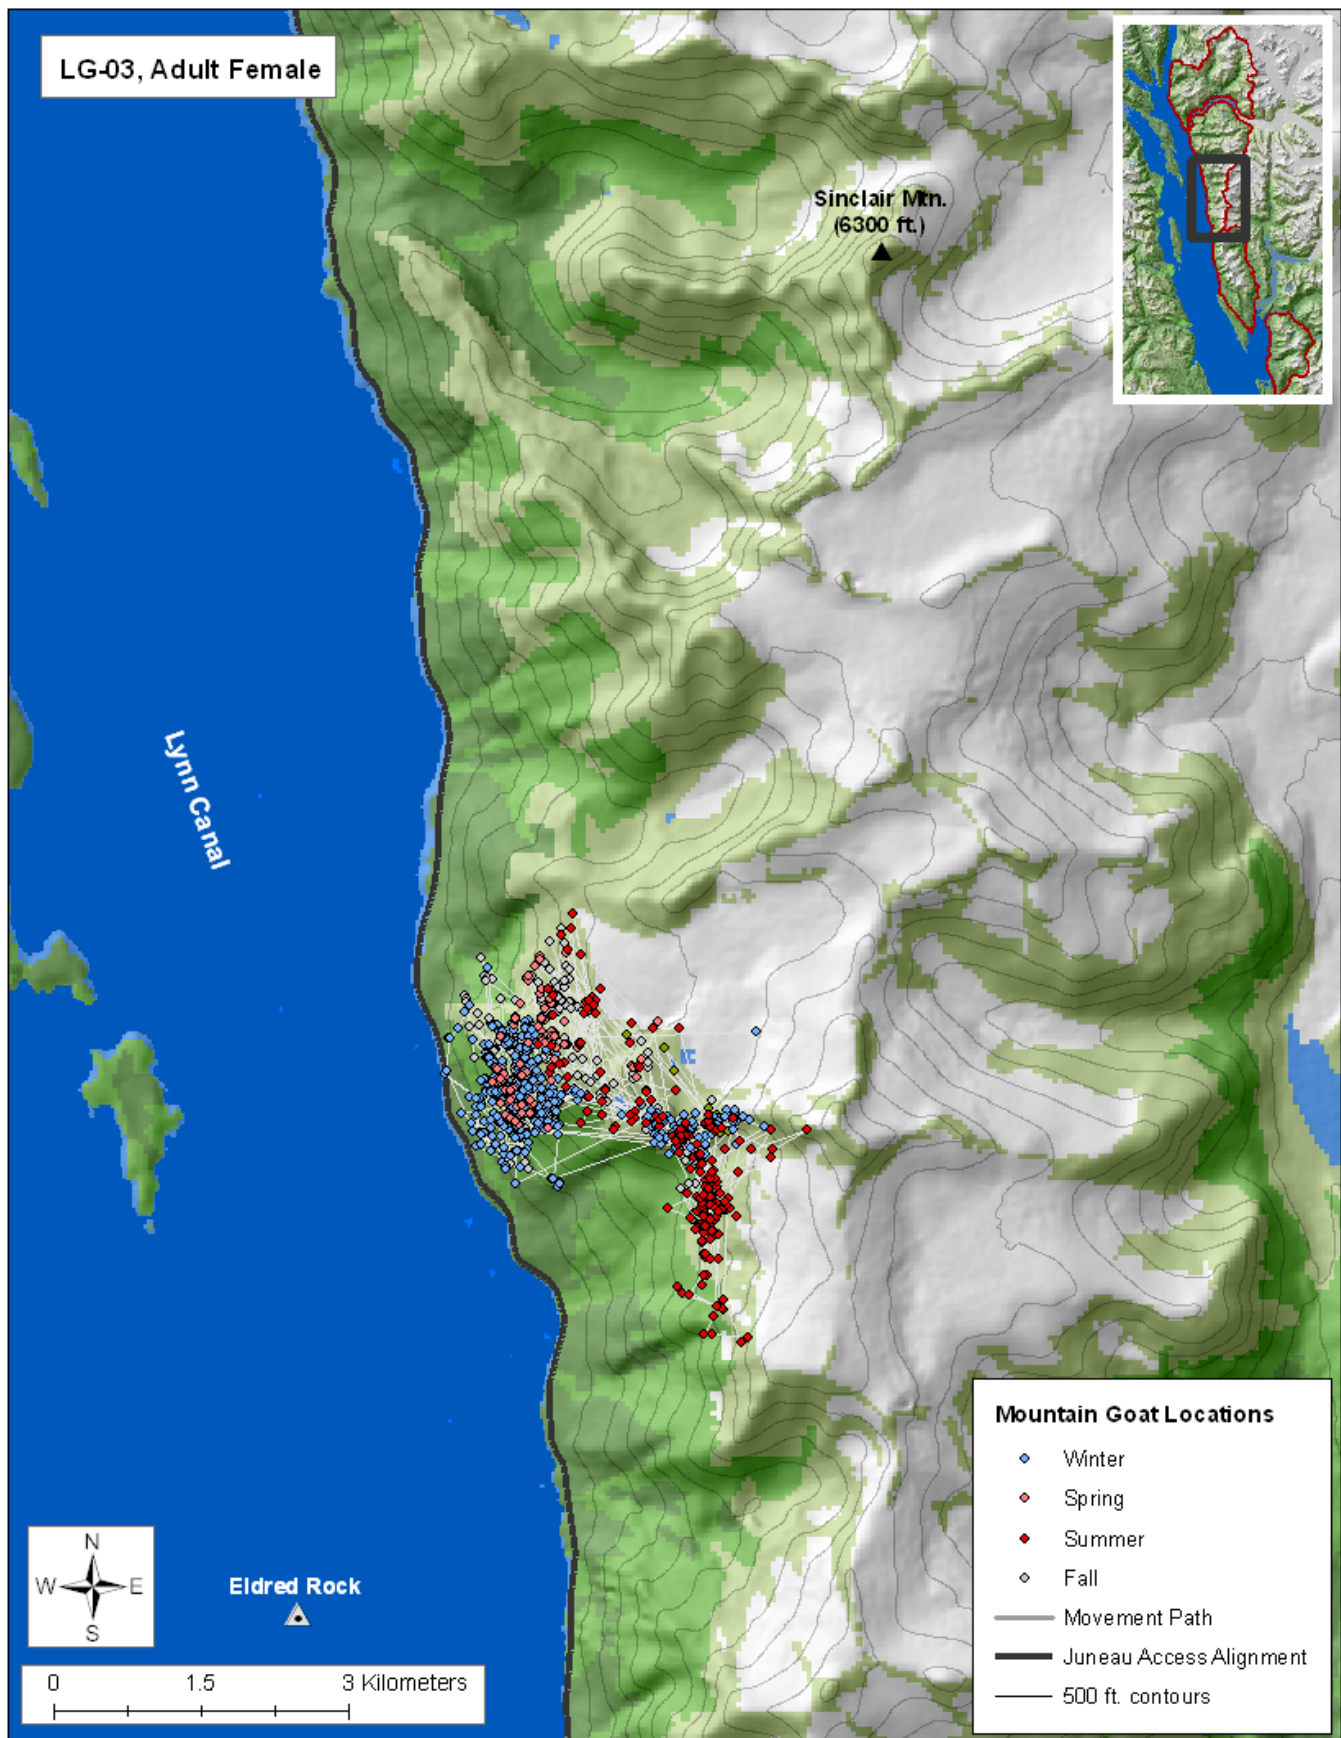 LG-03, Adult Female
Sinclair Mtn.
(6300 ft.)
Lynn Canal
Mountain Goat Locations
Winter
Spring
Summer
Fall
Movement Path
Juneau Access Alignment
500 ft. contours
N
W E
S
Eldred Rock
0 1.5 3 Kilometers